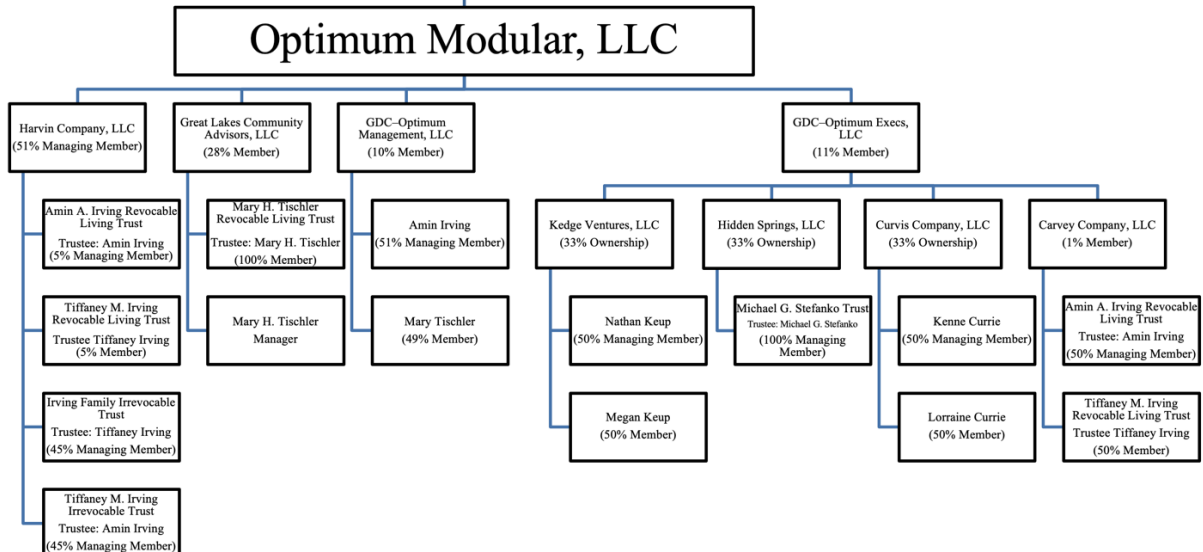 Optimum Modular, LLC
Harvin Company, LLC
(51% Managing Member)
Great Lakes Community
Advisors, LLC
(28% Member)
GDC–Optimum
Management, LLC
(10% Member)
GDC–Optimum Execs,
LLC
(11% Member)
Amin A. Irving Revocable
Living Trust
Trustee: Amin Irving
(5% Managing Member)
Tiffaney M. Irving
Revocable Living Trust
Trustee Tiffaney Irving
(5% Member)
Irving Family Irrevocable
Trust
Trustee: Tiffaney Irving
(45% Managing Member)
Tiffaney M. Irving
Irrevocable Trust
Trustee: Amin Irving
(45% Managing Member)
Mary H. Tischler
Revocable Living Trust
Trustee: Mary H. Tischler
(100% Member)
Mary H. Tischler
Manager
Amin Irving
(51% Managing Member)
Mary Tischler
(49% Member)
Kedge Ventures, LLC
(33% Ownership)
Nathan Keup
(50% Managing Member)
Megan Keup
(50% Member)
Hidden Springs, LLC
(33% Ownership)
Michael G. Stefanko Trust
Trustee: Michael G. Stefanko
(100% Managing
Member)
Curvis Company, LLC
(33% Ownership)
Kenne Currie
(50% Managing Member)
Lorraine Currie
(50% Member)
Carvey Company, LLC
(1% Member)
Amin A. Irving Revocable
Living Trust
Trustee: Amin Irving
(50% Managing Member)
Tiffaney M. Irving
Revocable Living Trust
Trustee Tiffaney Irving
(50% Member)